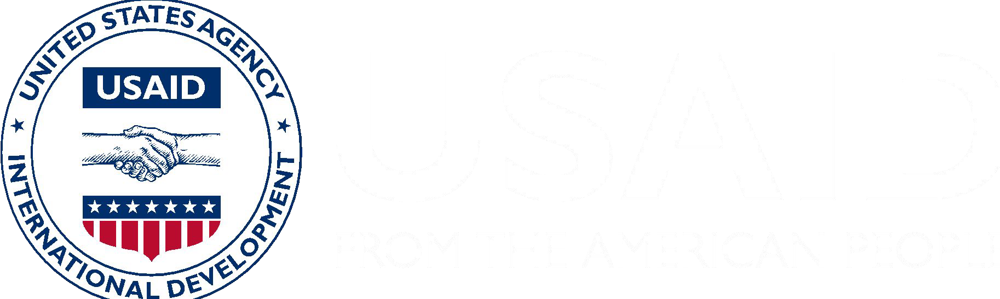 UNITED STATES AGENCY
USAID
INTERNATIONAL DEVELOPMENT
USAID
FROM THE AMERICAN PEOPLE